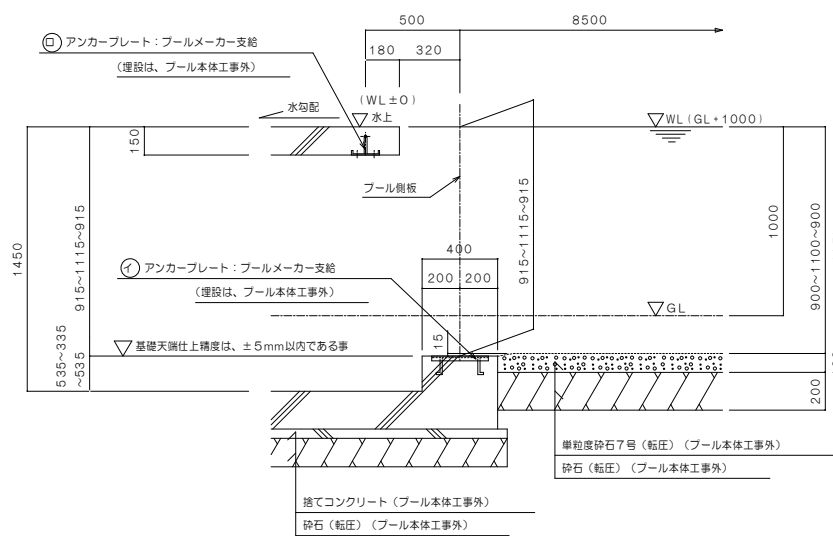 500
8500
180
320
ロ アンカープレート：プールメーカー支給
（埋設は、プール本体工事外）
(WL±0)
水勾配
水上
WL(GL+1000)
150
プール側板
1450
915~1115~915
915~1115~915
1000
900~1100~900
400
イ アンカープレート：プールメーカー支給
200
200
（埋設は、プール本体工事外）
GL
15
基礎天端仕上精度は、±5mm以内である事
535~335
~535
200
単粒度砕石7号（転圧）（プール本体工事外）
砕石（転圧）（プール本体工事外）
捨てコンクリート（プール本体工事外）
砕石（転圧）（プール本体工事外）